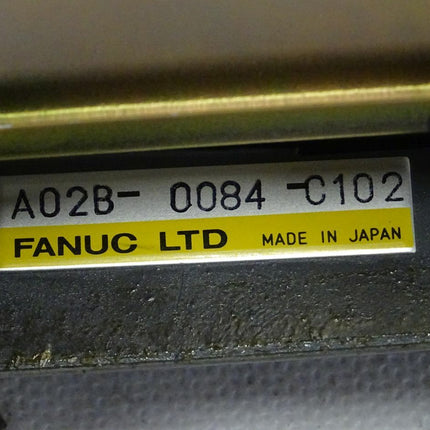 A02B- 0084 -C102
FANUC LTD MADE IN JAPAN